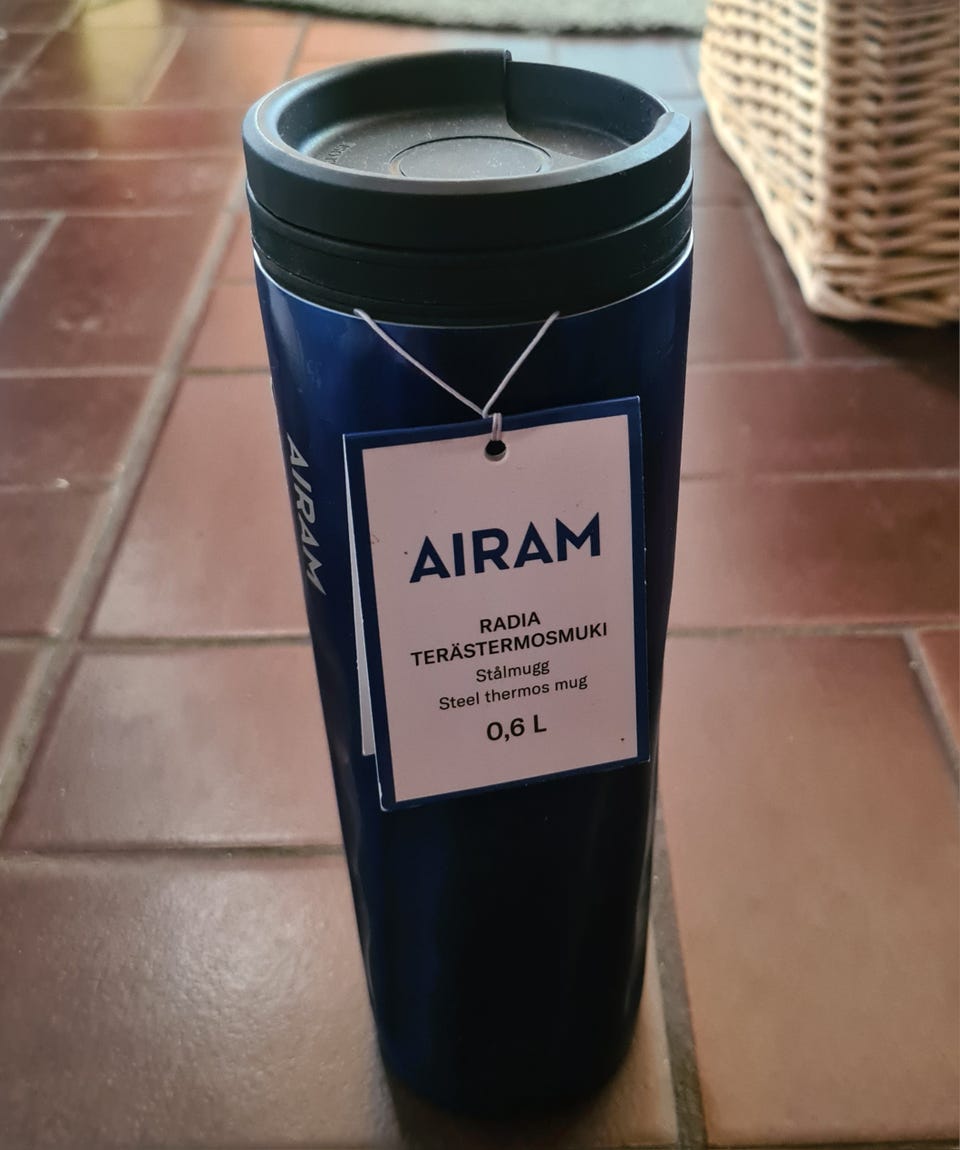 AIRAM
AIRAM
RADIA
TERÄSTERMOSMUKI
Stålmugg
Steel thermos mug
0,6 L